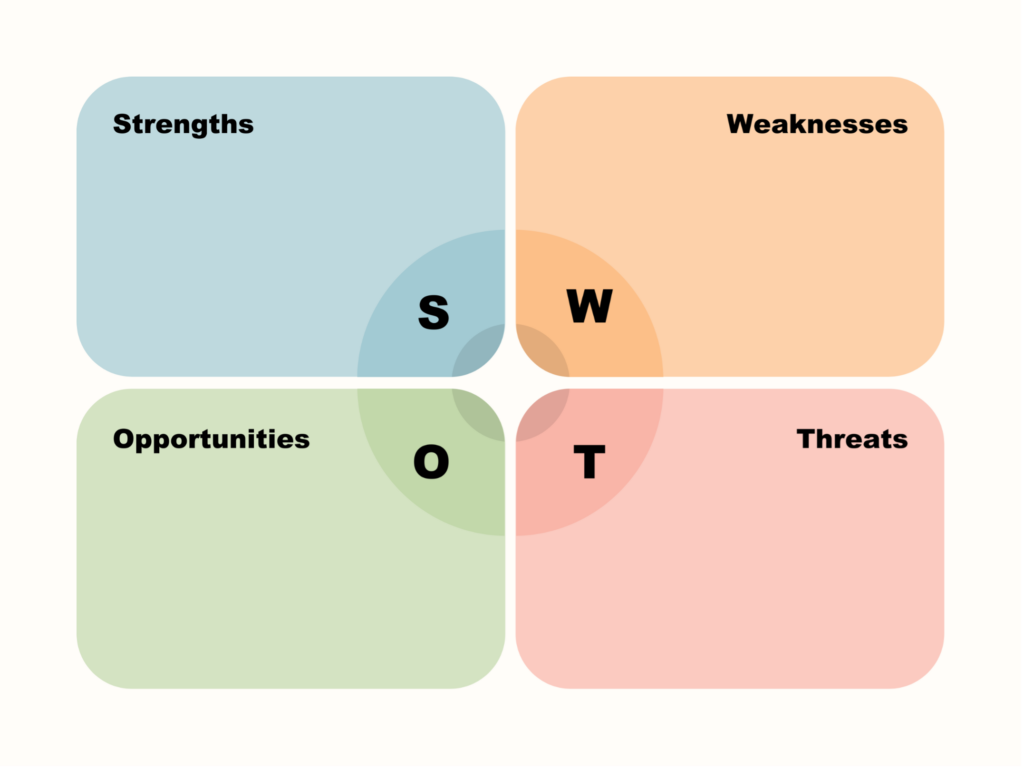 Strengths
Weaknesses
S
W
Opportunities
Threats
O
T